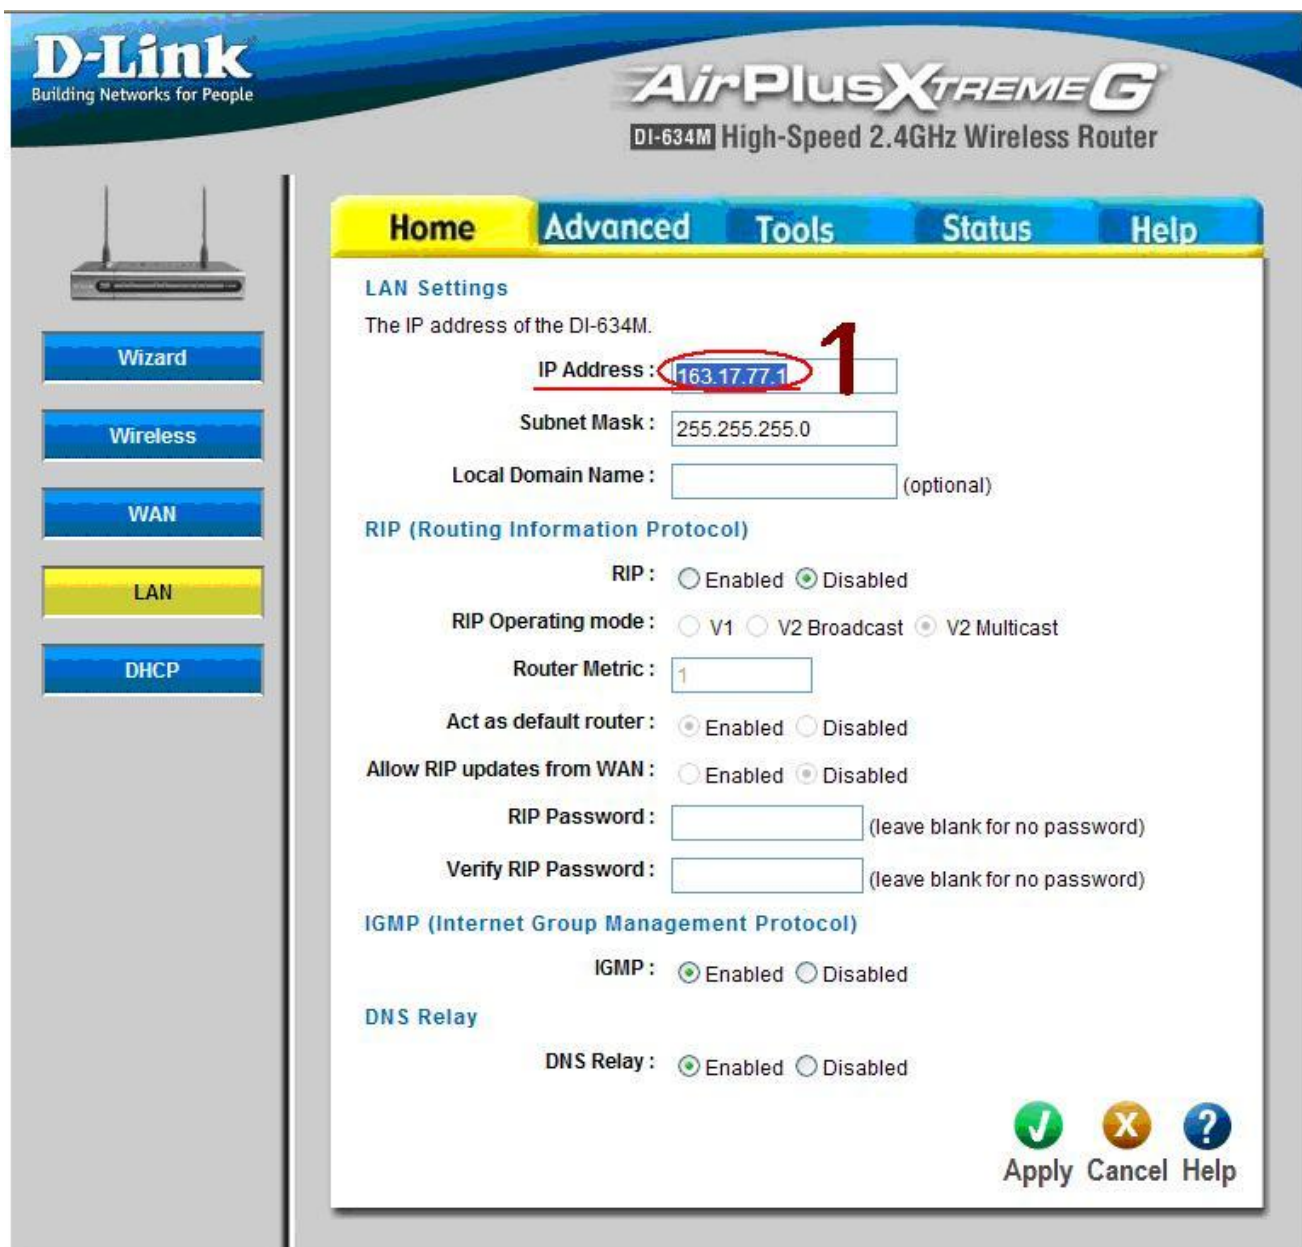 D-Link
Building Networks for People
AirPlusXTREMEG
DI-634M High-Speed 2.4GHz Wireless Router
Home Advanced Tools Status Help
Wizard
Wireless
WAN
LAN
DHCP
LAN Settings
The IP address of the DI-634M.
1
IP Address : 163.17.77.1
Subnet Mask : 255.255.255.0
Local Domain Name : (optional)
RIP (Routing Information Protocol)
RIP : Enabled Disabled
RIP Operating mode : V1 V2 Broadcast V2 Multicast
Router Metric : 1
Act as default router : Enabled Disabled
Allow RIP updates from WAN : Enabled Disabled
RIP Password : (leave blank for no password)
Verify RIP Password : (leave blank for no password)
IGMP (Internet Group Management Protocol)
IGMP : Enabled Disabled
DNS Relay
DNS Relay : Enabled Disabled
Apply Cancel Help